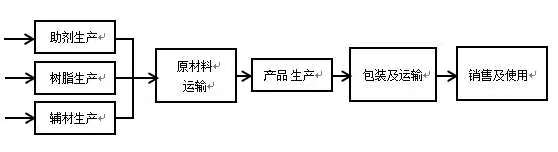 助剂生产
树脂生产
辅材生产
原材料
运输
产品 生产
包装及运输
销售及使用